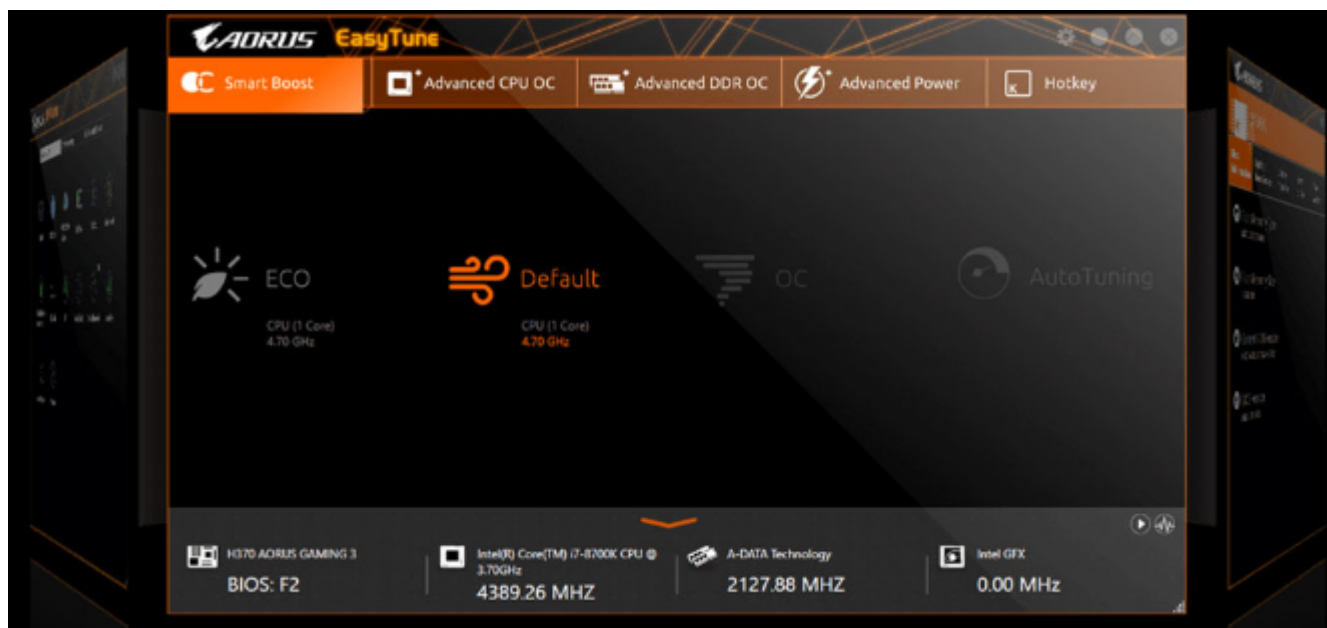 AORUS EasyTune
Smart Boost
Advanced CPU OC
Advanced DDR OC
Advanced Power
K
Hotkey
ECO
CPU (1 Core)
4.70 GHz
Default
CPU (1 Core)
4.70 GHz
OC
AutoTuning
H370 AORUS GAMING 3
BIOS: F2
Intel(R) Core(TM) i7-8700K CPU @
3.70GHz
4389.26 MHZ
A-DATA Technology
2127.88 MHZ
Intel GFX
0.00 MHz